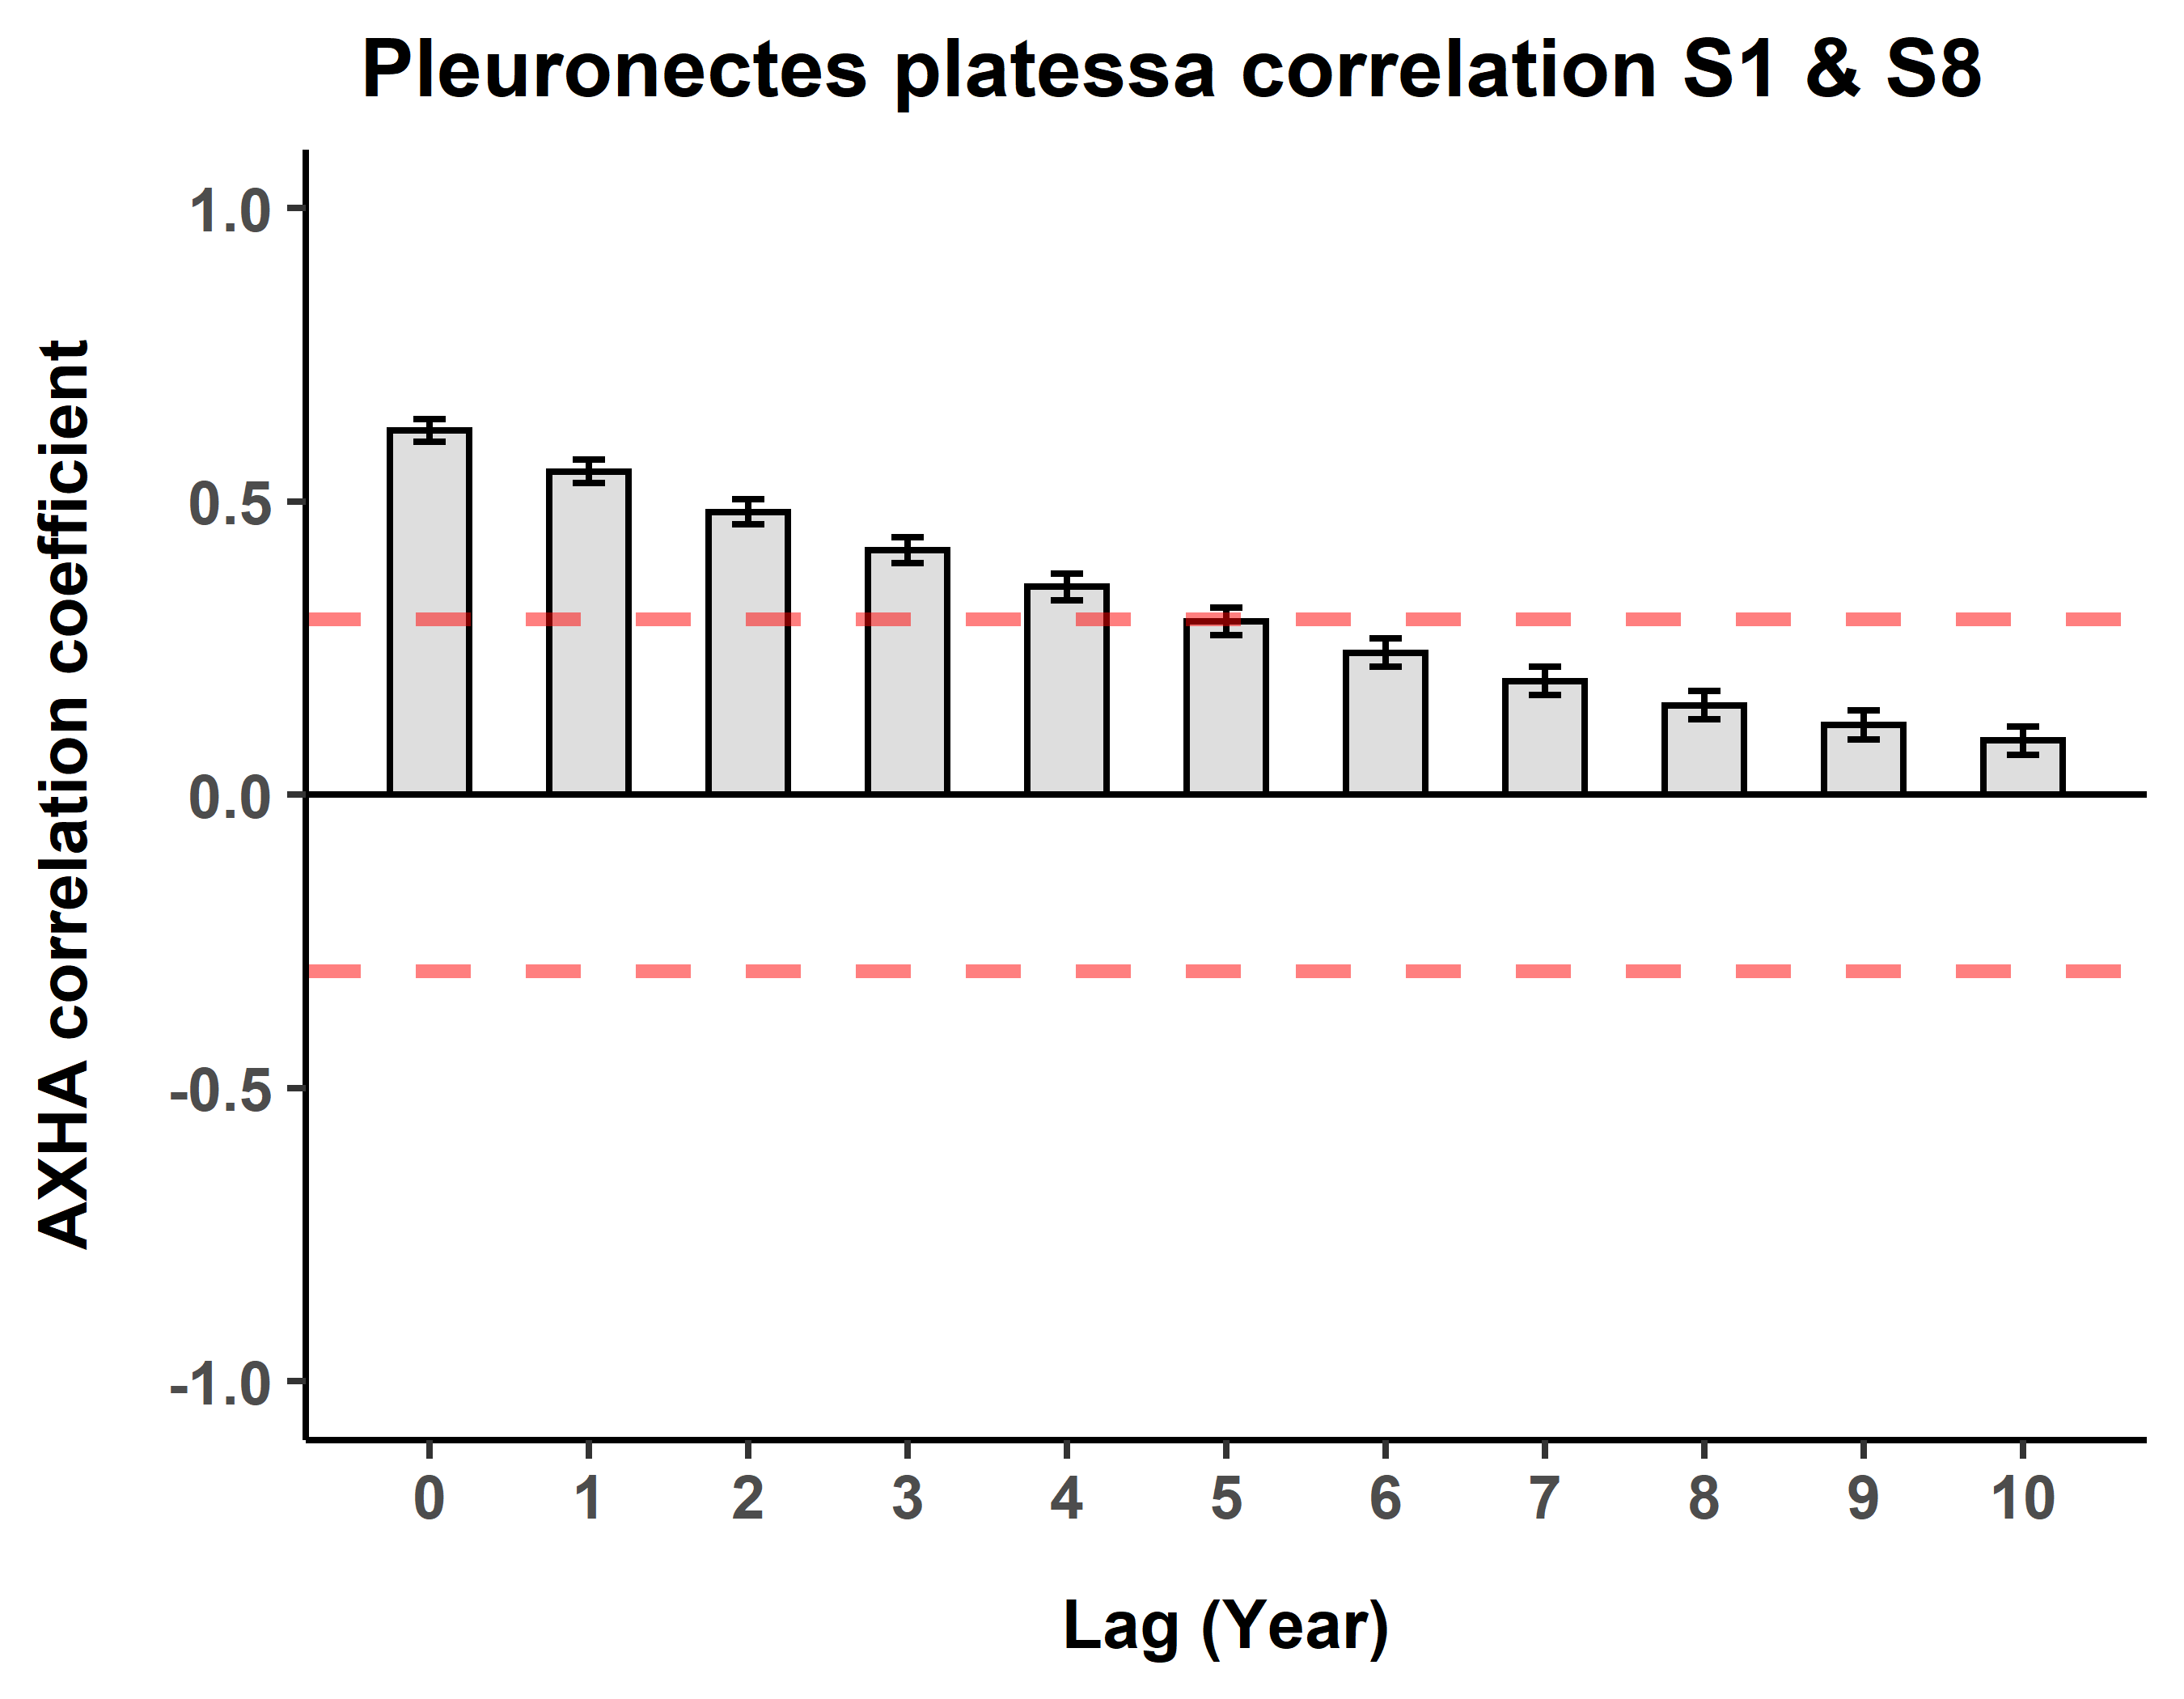 Pleuronectes platessa correlation S1 & S8
AXHA correlation coefficient
1.0
0.5
0.0
-0.5
-1.0
0 1 2 3 4 5 6 7 8 9 10
Lag (Year)